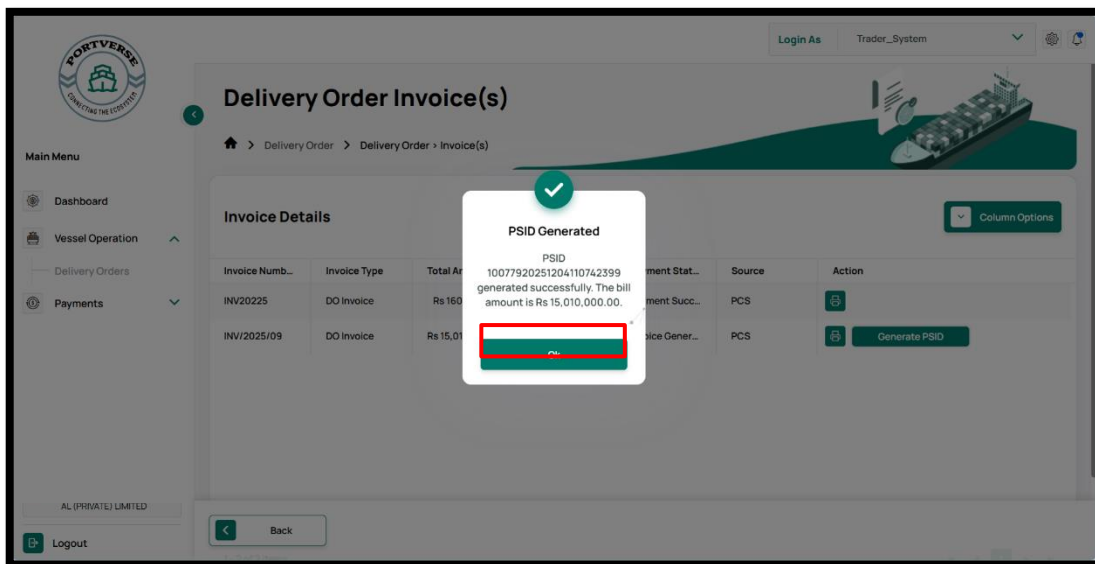 PORTVERSE
CONNECTING THE ECOSYSTEM
Login As
Trader_System
Delivery Order Invoice(s)
> Delivery Order > Delivery Order > Invoice(s)
Main Menu
Dashboard
Vessel Operation
Delivery Orders
Payments
Invoice Details
Column Options
PSID Generated
PSID
10077920251204110742399
generated successfully. The bill
amount is Rs 15,010,000.00.
Ok
Invoice Numb... Invoice Type Total Am ment Stat... Source Action
INV20225 DO Invoice Rs 160 ment Succ... PCS
INV/2025/09 DO Invoice Rs 15,01 oice Gener... PCS Generate PSID
AL (PRIVATE) LIMITED
Back
Logout